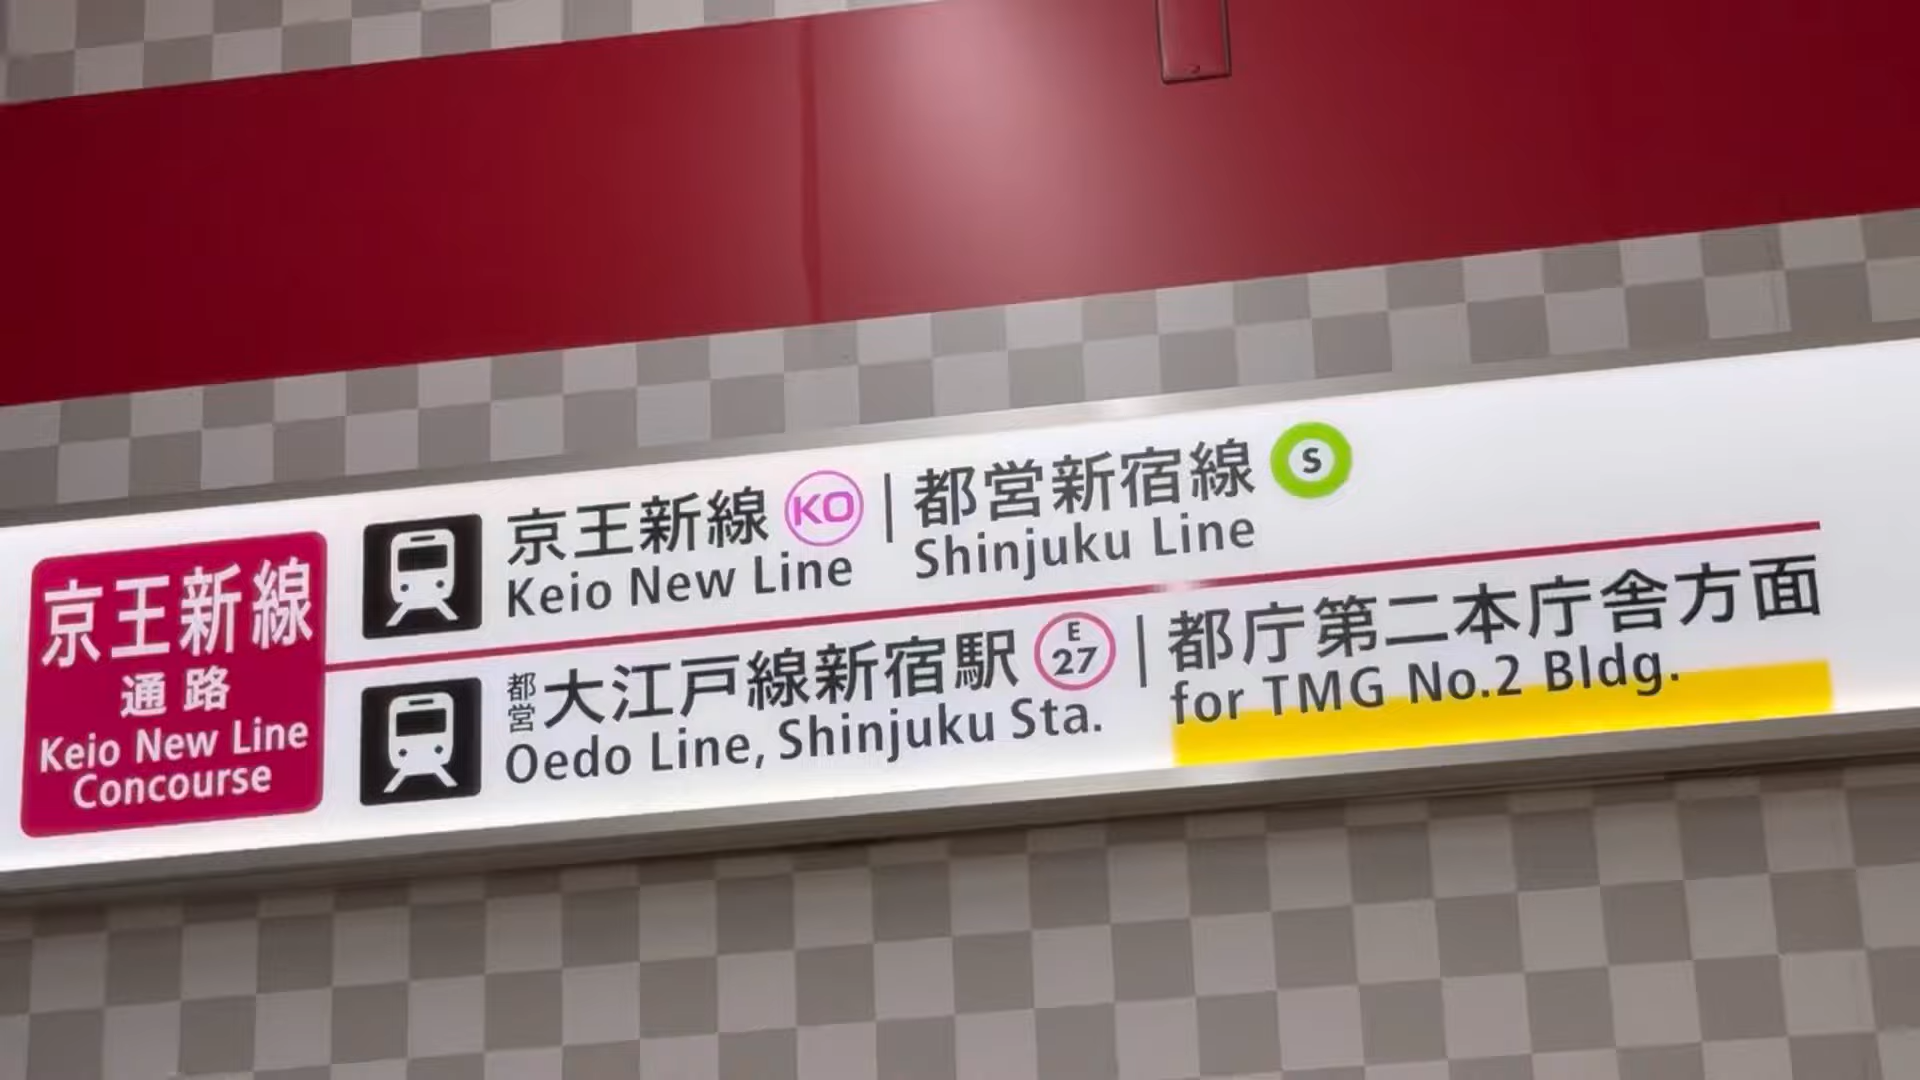 京王新線
通路
Keio New Line
Concourse
京王新線 KO | 都営新宿線 S
Keio New Line Shinjuku Line
都営大江戸線新宿駅 E 27 | 都庁第二本庁舎方面
Oedo Line, Shinjuku Sta. for TMG No.2 Bldg.